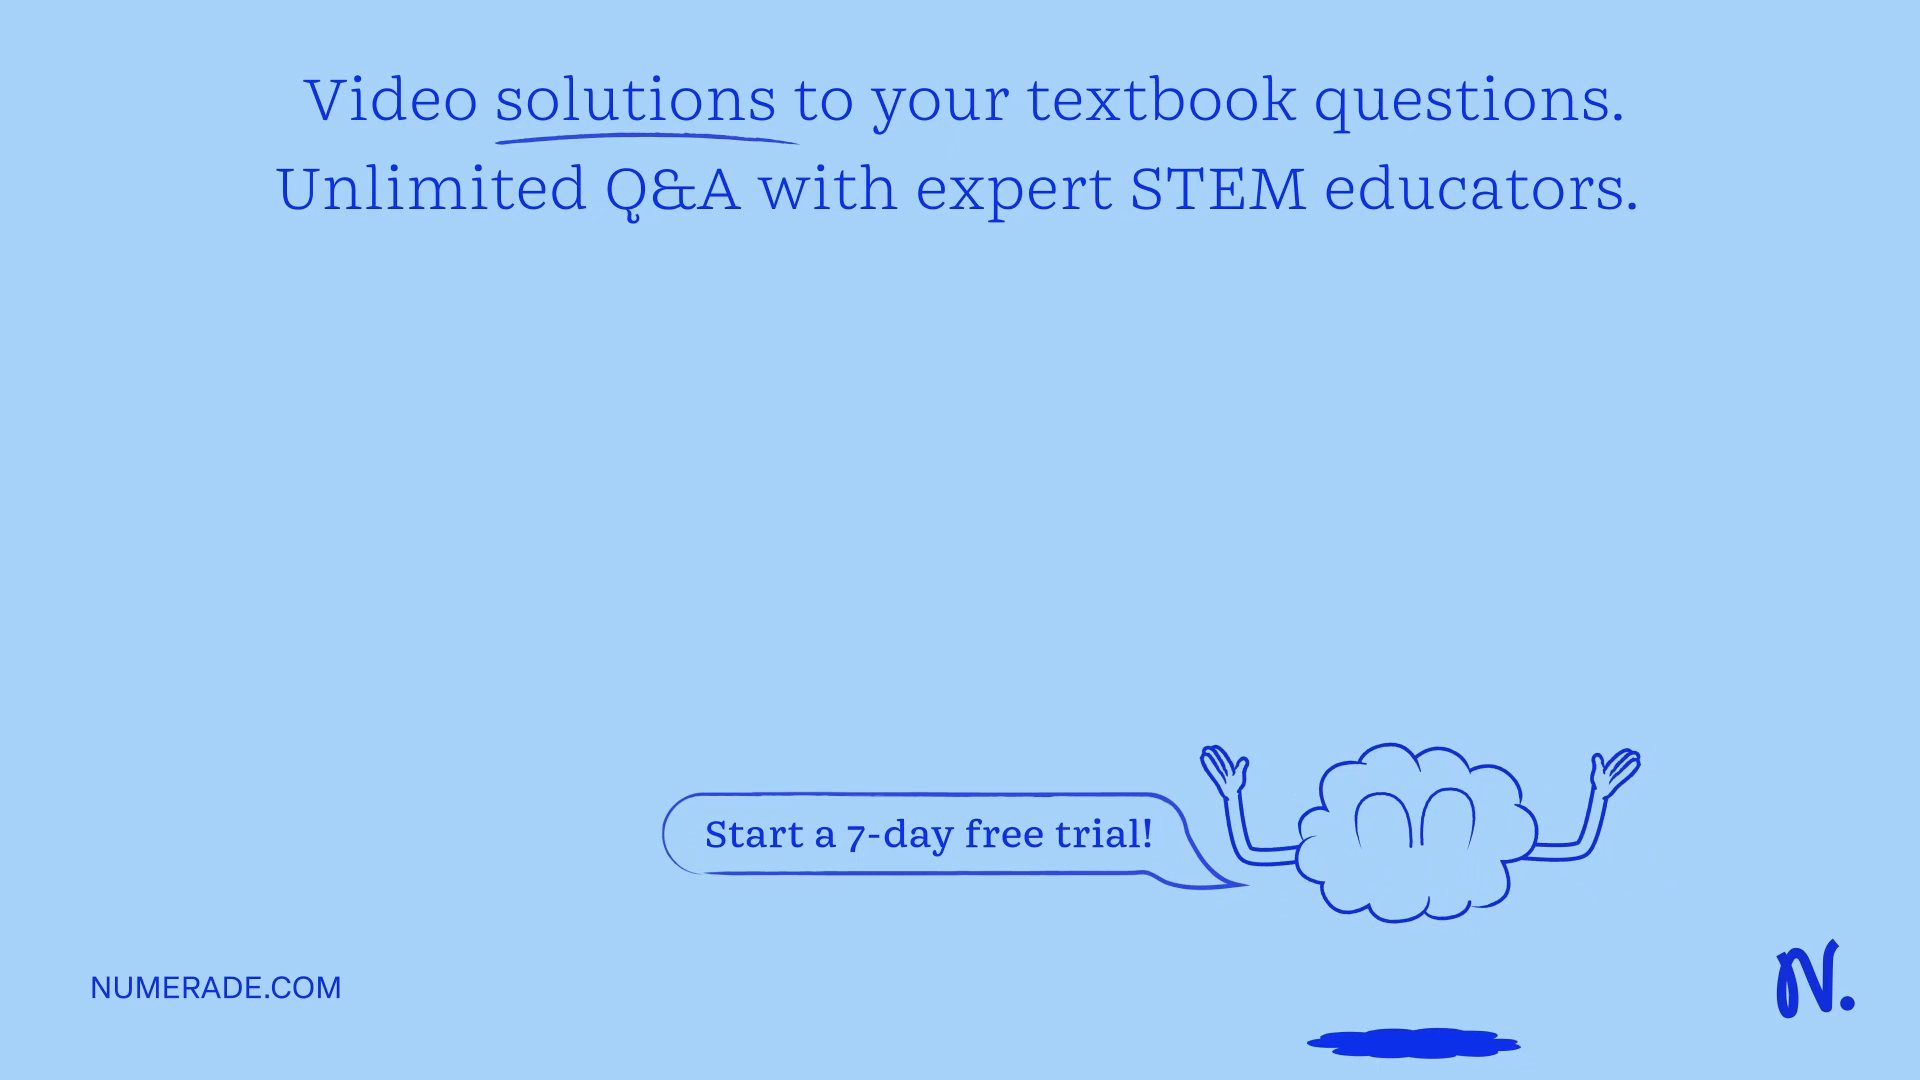 Video solutions to your textbook questions.
Unlimited Q&A with expert STEM educators.
Start a 7-day free trial!
NUMERADE.COM
N.